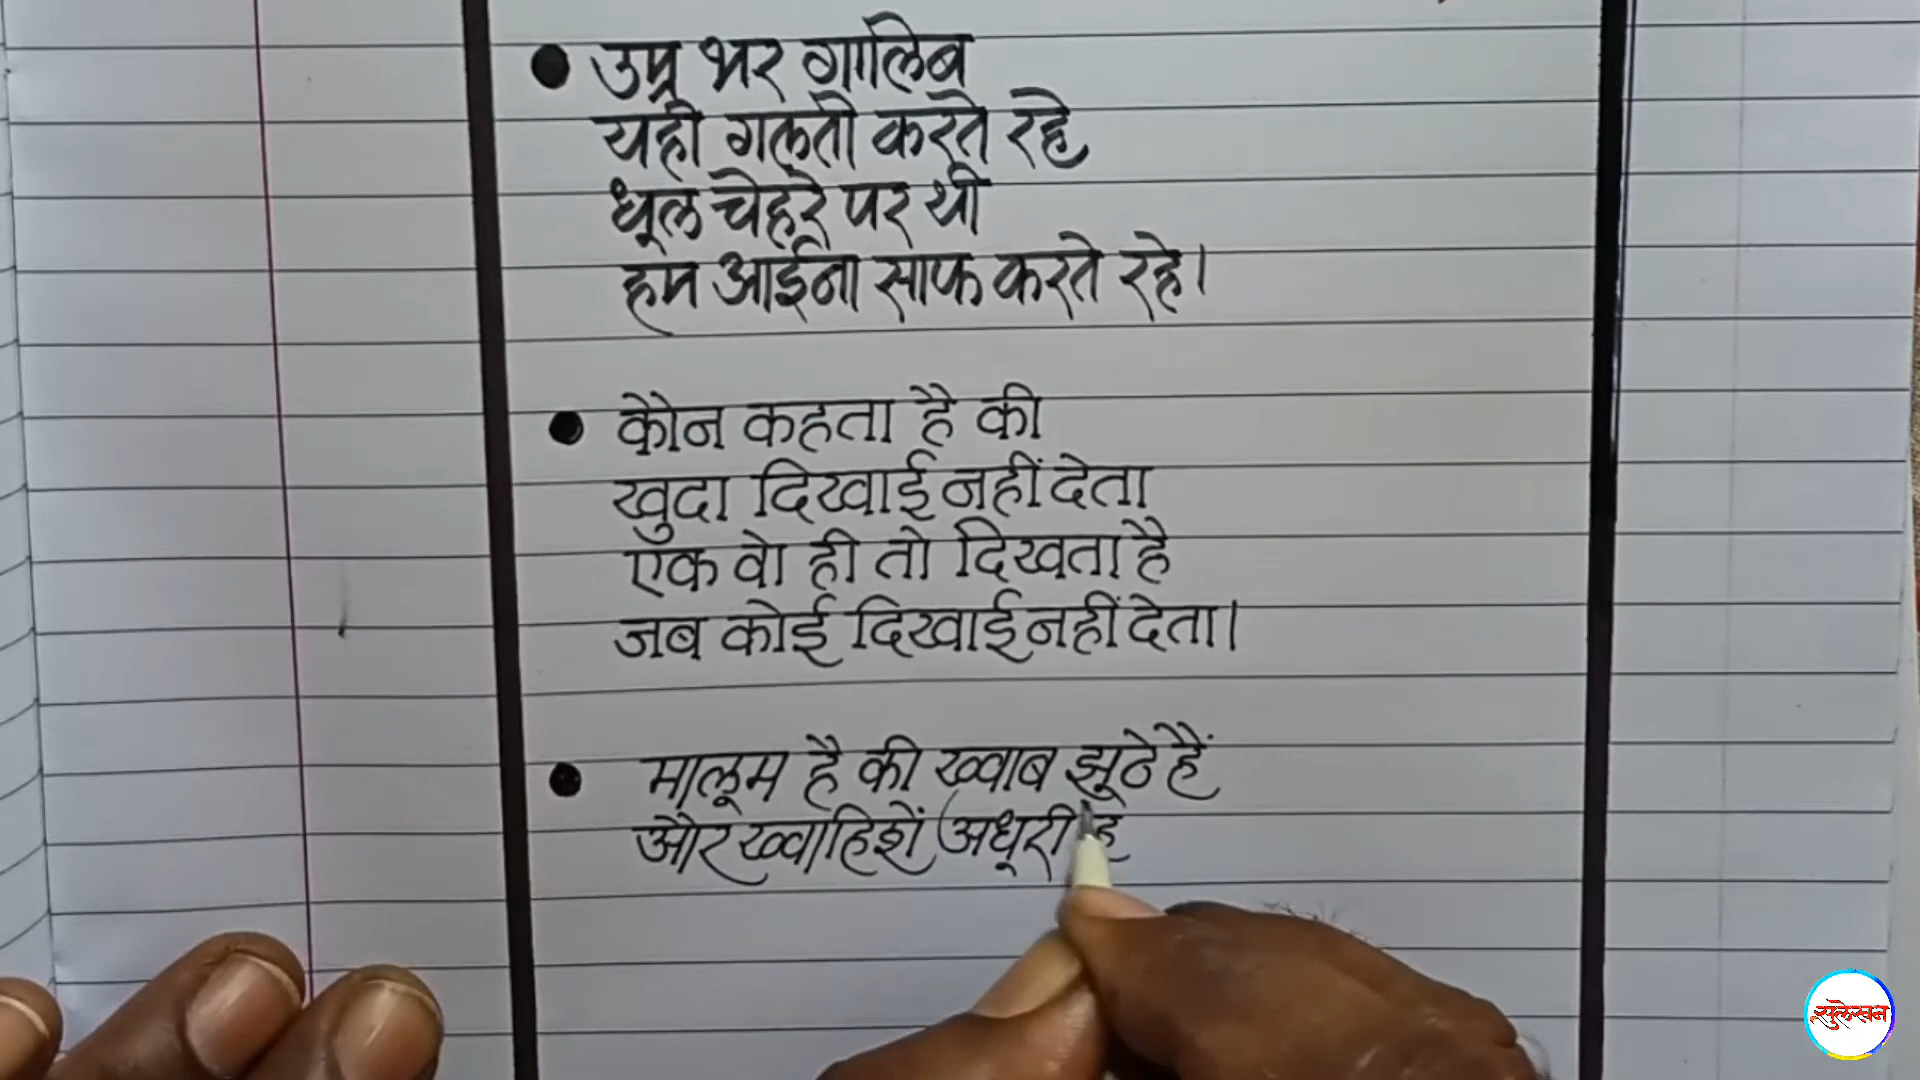 ● उम्र भर गालिब
यही गलती करते रहे
धूल चेहरे पर थी
हम आईना साफ करते रहे।
● कौन कहता है की
खुदा दिखाई नहीं देता
एक वो ही तो दिखता है
जब कोई दिखाई नहीं देता।
● मालूम है की ख्वाब झूठे हैं
और ख्वाहिशें अधूरी ह
सुलेखन